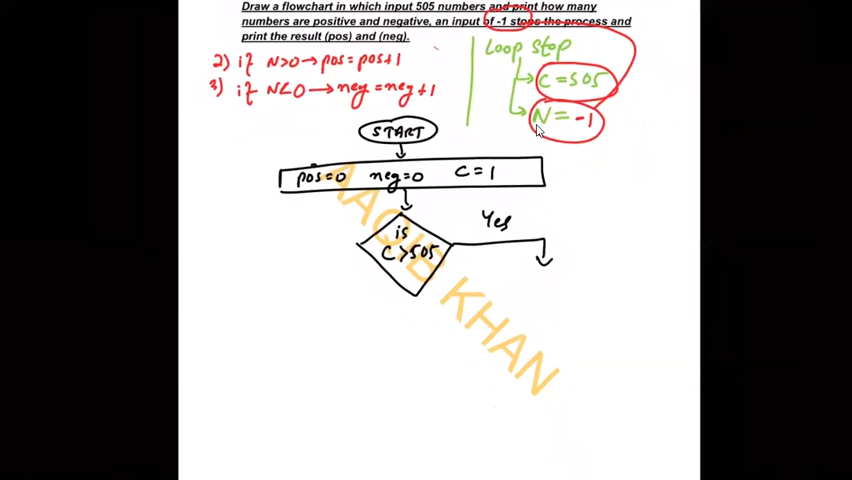 Draw a flowchart in which input 505 numbers and print how many
numbers are positive and negative, an input of -1 stops the process and
print the result (pos) and (neg).
2) if N>0→pos=pos+1
3) if N<0→neg=neg+1
Loop stop
C=505
N=-1
START
pos=0 neg=0 C=1
is
C>505
Yes
AAQIB KHAN